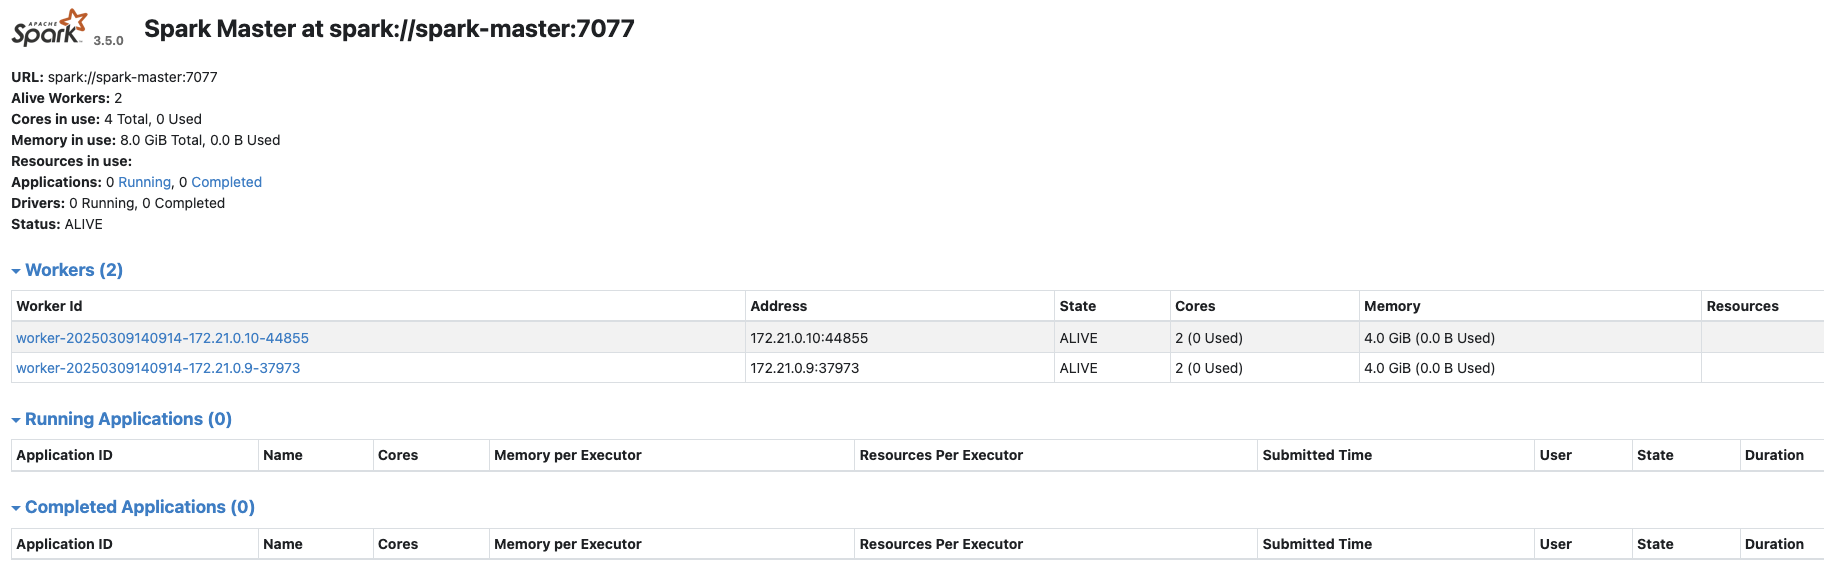 APACHE
Spark 3.5.0 Spark Master at spark://spark-master:7077
URL: spark://spark-master:7077
Alive Workers: 2
Cores in use: 4 Total, 0 Used
Memory in use: 8.0 GiB Total, 0.0 B Used
Resources in use:
Applications: 0 Running, 0 Completed
Drivers: 0 Running, 0 Completed
Status: ALIVE
Workers (2)
Worker Id Address State Cores Memory Resources
worker-20250309140914-172.21.0.10-44855 172.21.0.10:44855 ALIVE 2 (0 Used) 4.0 GiB (0.0 B Used)
worker-20250309140914-172.21.0.9-37973 172.21.0.9:37973 ALIVE 2 (0 Used) 4.0 GiB (0.0 B Used)
Running Applications (0)
Application ID Name Cores Memory per Executor Resources Per Executor Submitted Time User State Duration
Completed Applications (0)
Application ID Name Cores Memory per Executor Resources Per Executor Submitted Time User State Duration